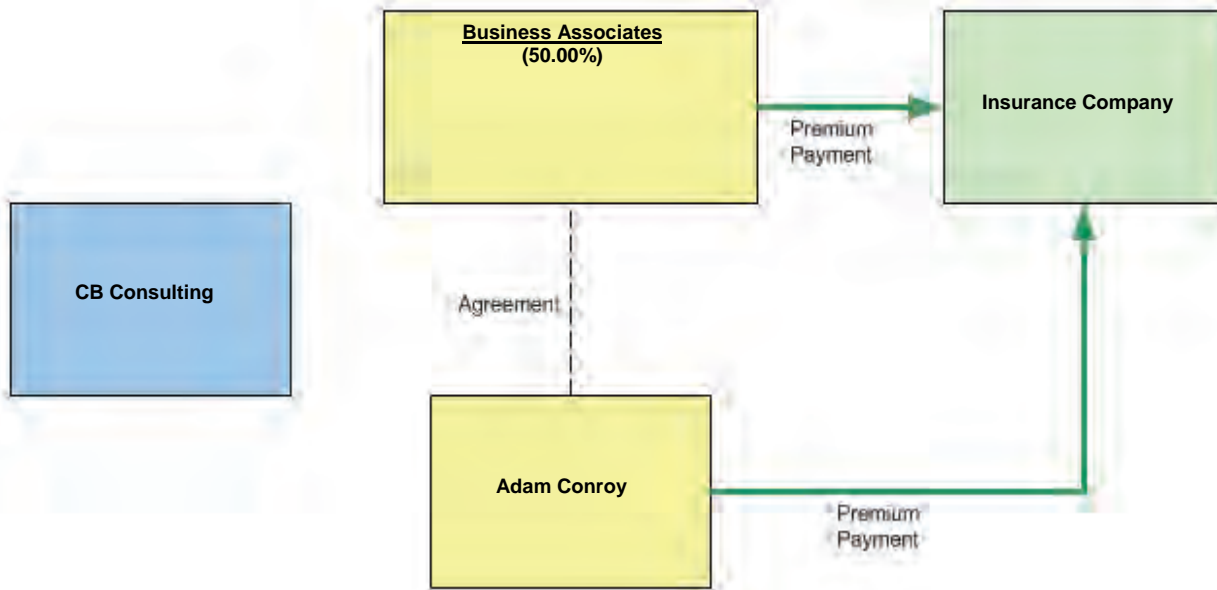 Business Associates
(50.00%)
Insurance Company
Premium
Payment
CB Consulting
Agreement
Adam Conroy
Premium
Payment